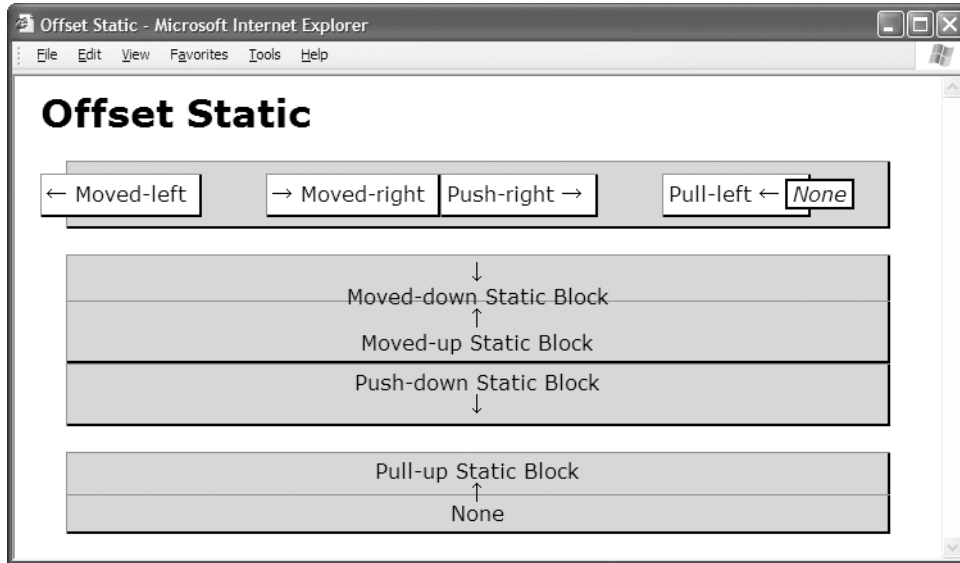 Offset Static - Microsoft Internet Explorer
File Edit View Favorites Tools Help
Offset Static
← Moved-left → Moved-right Push-right → Pull-left ← None
↓
Moved-down Static Block
↑
Moved-up Static Block
Push-down Static Block
↓
Pull-up Static Block
↑
None